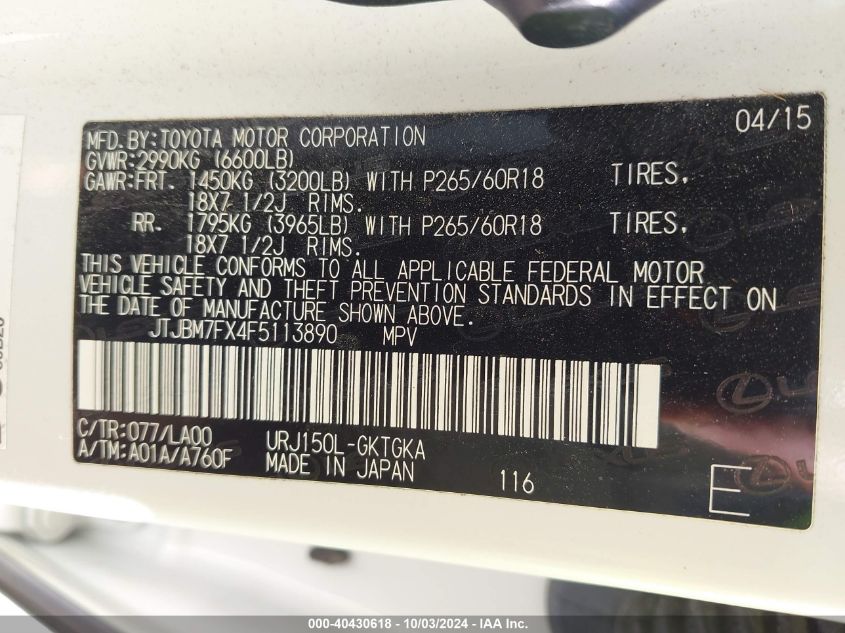 04/15
MFD.BY:TOYOTA MOTOR CORPORATION
GVWR:2990KG (6600LB)
GAWR:FRT. 1450KG (3200LB) WITH P265/60R18 TIRES.
18X7 1/2J RIMS.
RR. 1795KG (3965LB) WITH P265/60R18 TIRES.
18X7 1/2J RIMS.
THIS VEHICLE CONFORMS TO ALL APPLICABLE FEDERAL MOTOR
VEHICLE SAFETY AND THEFT PREVENTION STANDARDS IN EFFECT ON
THE DATE OF MANUFACTURE SHOWN ABOVE.
JTJBM7FX4F5113890 MPV
C/TR:077/LA00 URJ150L-GKTGKA
A/TM:A01A/A760F MADE IN JAPAN 116 E
000-40430618 - 10/03/2024 - IAA Inc.